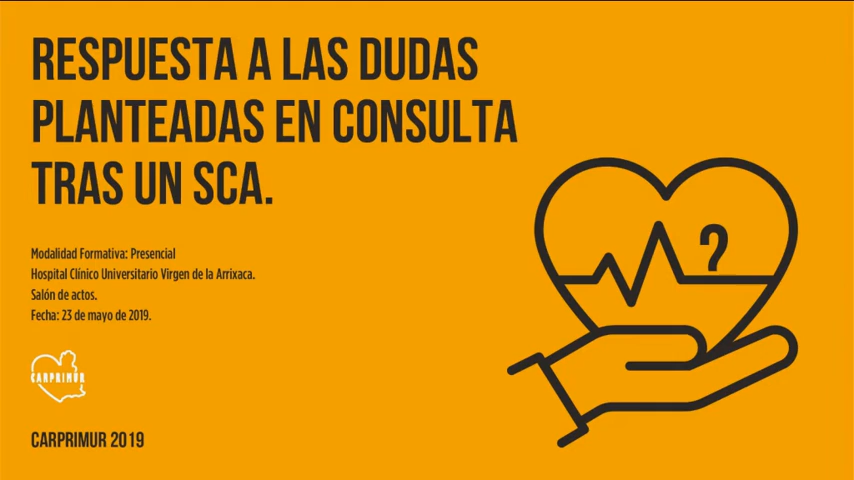 RESPUESTA A LAS DUDAS
PLANTEADAS EN CONSULTA
TRAS UN SCA.
Modalidad Formativa: Presencial
Hospital Clínico Universitario Virgen de la Arrixaca.
Salón de actos.
Fecha: 23 de mayo de 2019.
CARPRIMUR
CARPRIMUR 2019
?